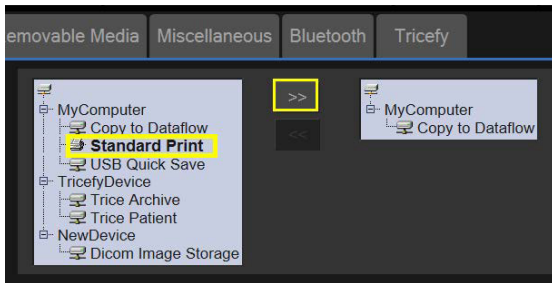 emovable Media Miscellaneous Bluetooth Tricefy
MyComputer
Copy to Dataflow
Standard Print
USB Quick Save
TricefyDevice
Trice Archive
Trice Patient
NewDevice
Dicom Image Storage
>>
<<
MyComputer
Copy to Dataflow